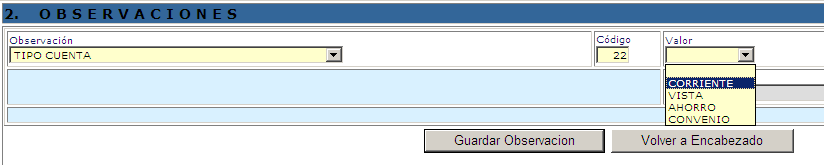 2. OBSERVACIONES
Observación Código Valor
TIPO CUENTA 22
CORRIENTE
VISTA
AHORRO
CONVENIO
Guardar Observacion Volver a Encabezado